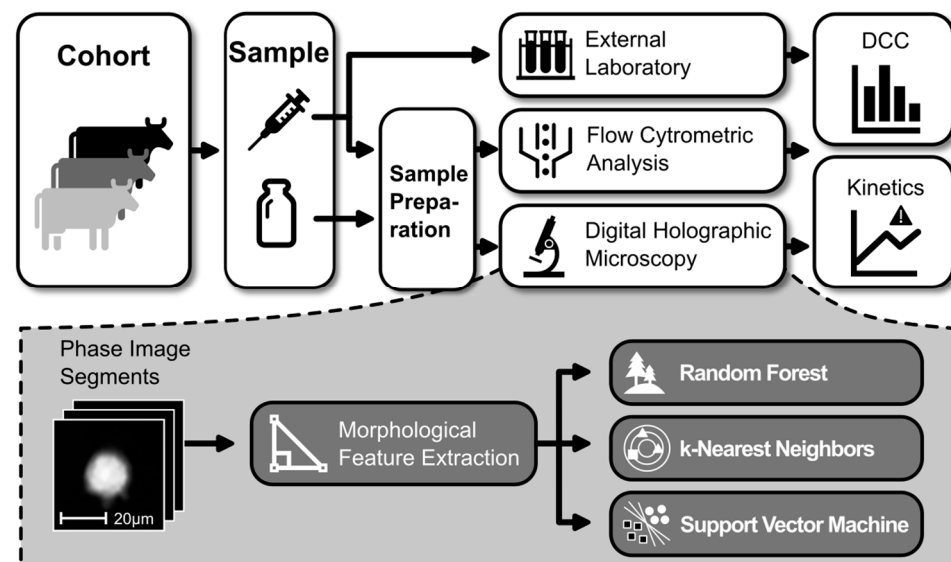 Cohort
Sample
External
Laboratory
DCC
Flow Cytrometric
Analysis
Sample
Prepa-
ration
Kinetics
Digital Holographic
Microscopy
Phase Image
Segments
20µm
Morphological
Feature Extraction
Random Forest
k-Nearest Neighbors
Support Vector Machine